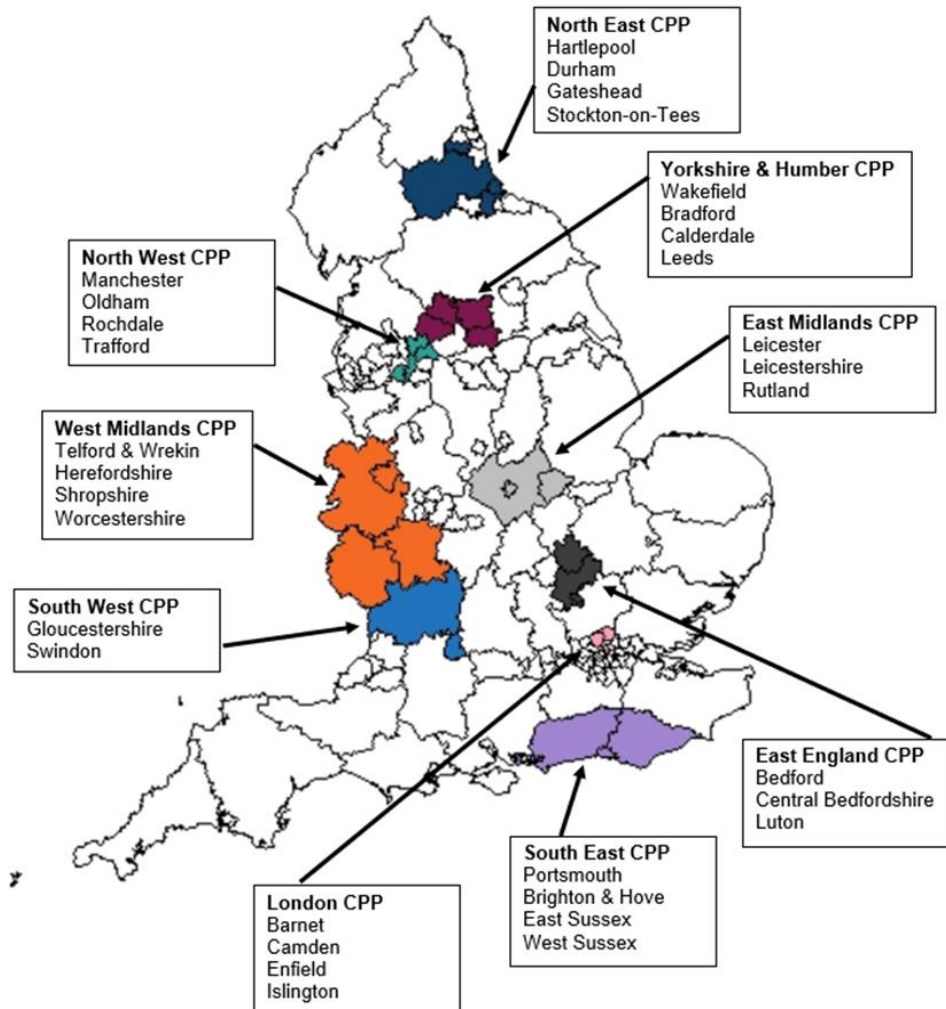 North East CPP
Hartlepool
Durham
Gateshead
Stockton-on-Tees
Yorkshire & Humber CPP
Wakefield
Bradford
Calderdale
Leeds
North West CPP
Manchester
Oldham
Rochdale
Trafford
East Midlands CPP
Leicester
Leicestershire
Rutland
West Midlands CPP
Telford & Wrekin
Herefordshire
Shropshire
Worcestershire
South West CPP
Gloucestershire
Swindon
East England CPP
Bedford
Central Bedfordshire
Luton
South East CPP
Portsmouth
Brighton & Hove
East Sussex
West Sussex
London CPP
Barnet
Camden
Enfield
Islington